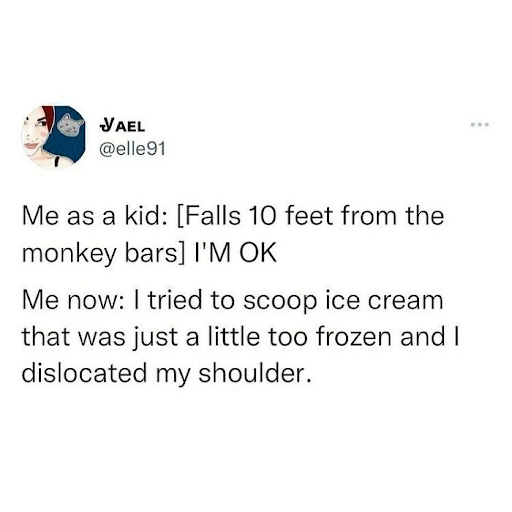 YAEL
@elle91
Me as a kid: [Falls 10 feet from the
monkey bars] I'M OK
Me now: I tried to scoop ice cream
that was just a little too frozen and I
dislocated my shoulder.